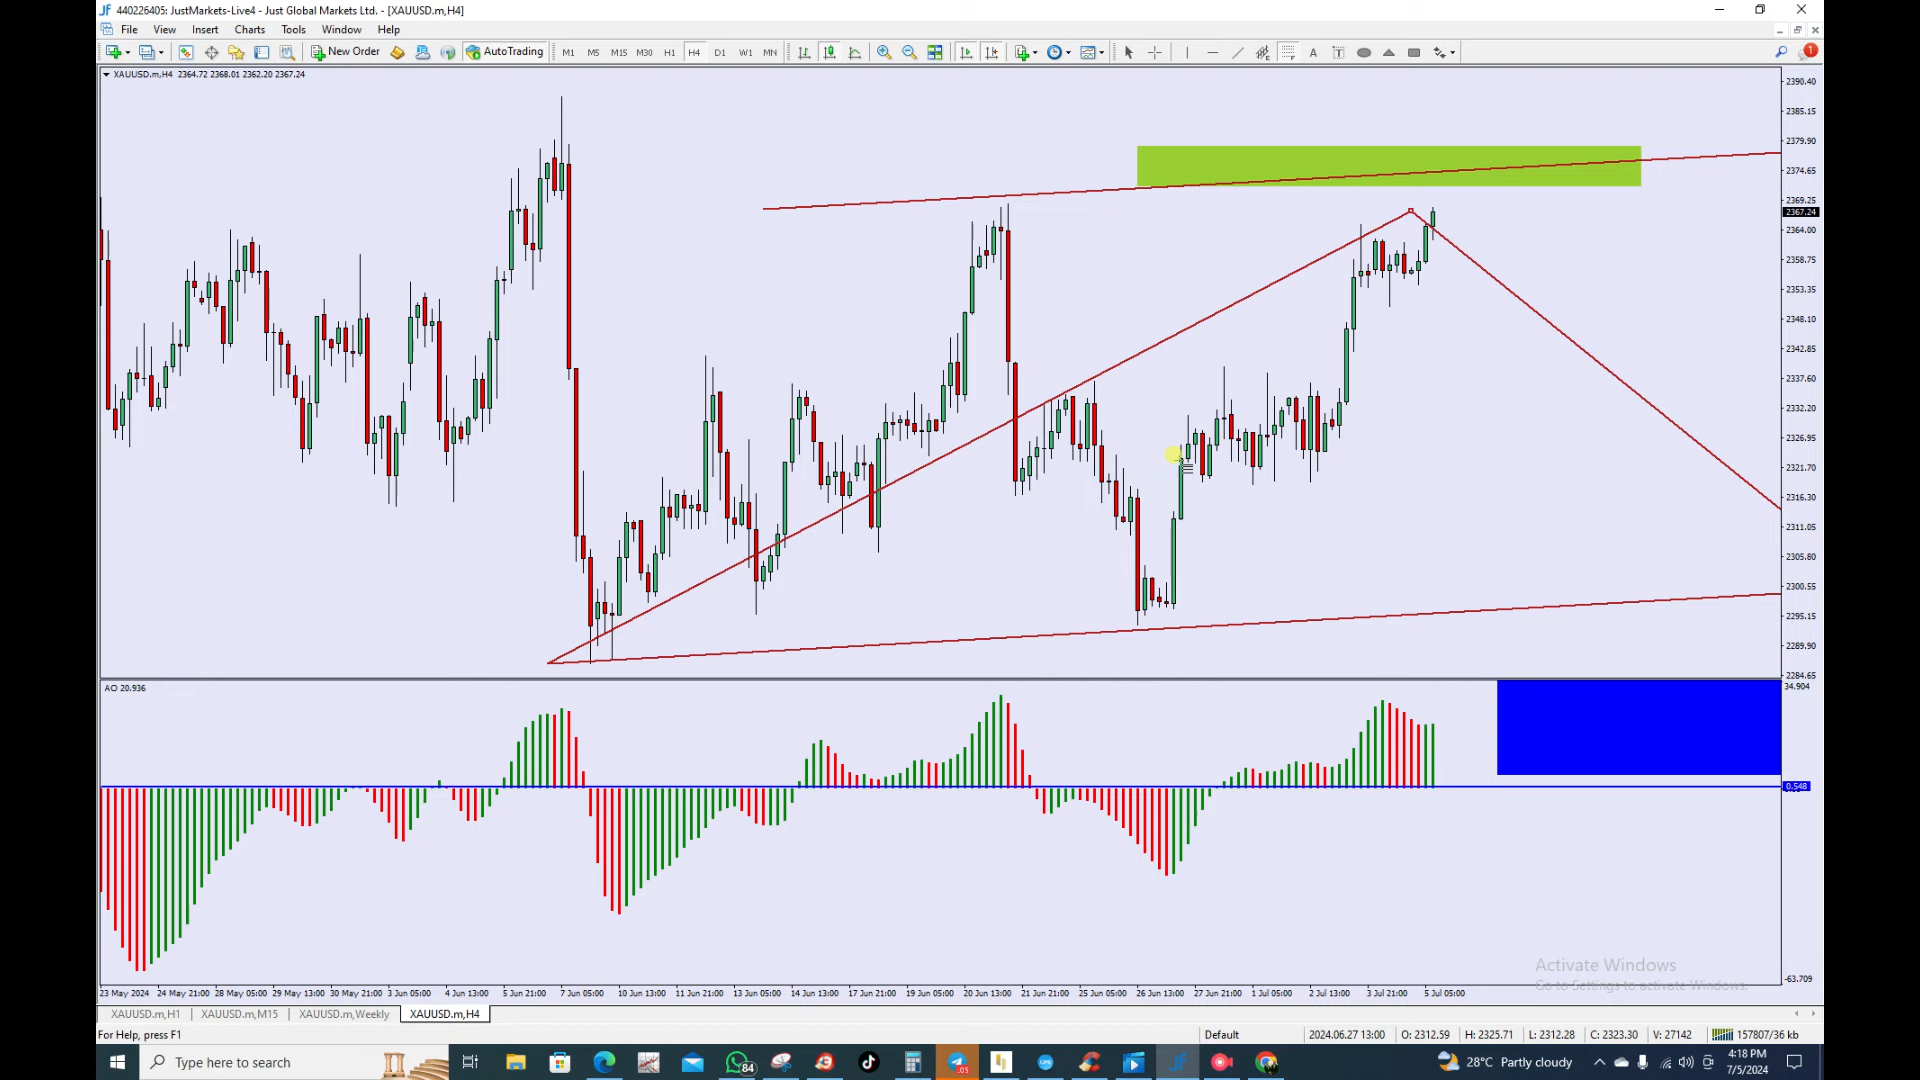 440226405: JustMarkets-Live4 - Just Global Markets Ltd. - [XAUUSD.m,H4]
File View Insert Charts Tools Window Help
New Order AutoTrading M1 M5 M15 M30 H1 H4 D1 W1 MN A T 1
XAUUSD.m,H4 2364.72 2368.01 2362.20 2367.24
2390.40
2385.15
2379.90
2374.65
2369.25
2367.24
2364.00
2358.75
2353.35
2348.10
2342.85
2337.60
2332.20
2326.95
2321.70
2316.30
2311.05
2305.80
2300.55
2295.15
2289.90
2284.65
AO 20.936
34.904
0.548
-63.709
23 May 2024 24 May 21:00 28 May 05:00 29 May 13:00 30 May 21:00 3 Jun 05:00 4 Jun 13:00 5 Jun 21:00 7 Jun 05:00 10 Jun 13:00 11 Jun 21:00 13 Jun 05:00 14 Jun 13:00 17 Jun 21:00 19 Jun 05:00 20 Jun 13:00 21 Jun 21:00 25 Jun 05:00 26 Jun 13:00 27 Jun 21:00 1 Jul 05:00 2 Jul 13:00 3 Jul 21:00 5 Jul 05:00
Activate Windows
Go to Settings to activate Windows.
XAUUSD.m,H1 XAUUSD.m,M15 XAUUSD.m,Weekly XAUUSD.m,H4
For Help, press F1 Default 2024.06.27 13:00 O: 2312.59 H: 2325.71 L: 2312.28 C: 2323.30 V: 27142 157807/36 kb
Type here to search 84 28°C Partly cloudy 4:18 PM
7/5/2024